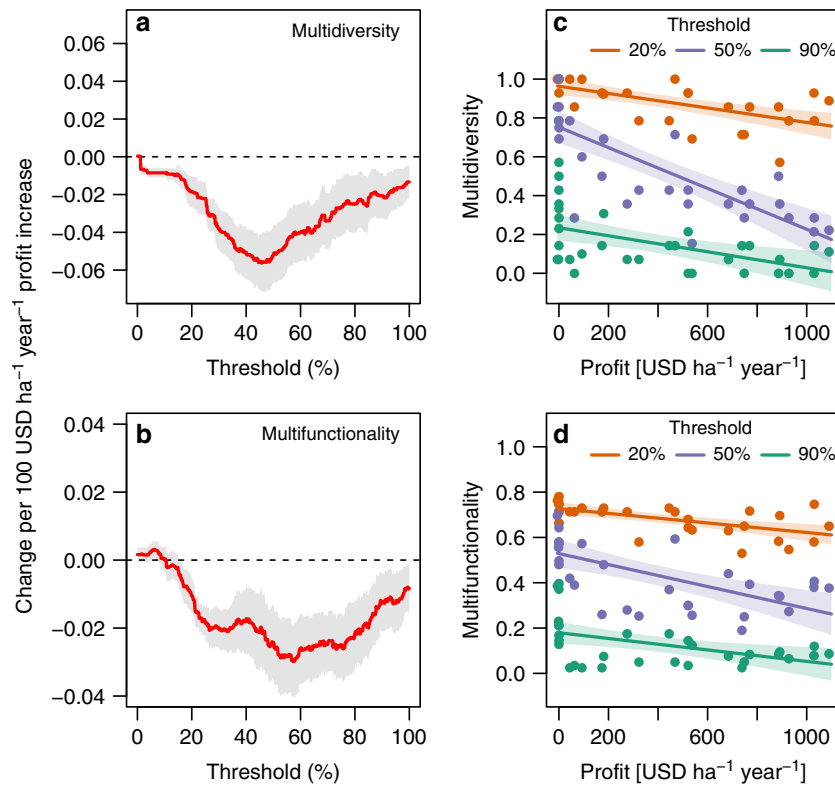 Change per 100 USD ha⁻¹ year⁻¹ profit increase
a Multidiversity
0.06
0.04
0.02
0.00
−0.02
−0.04
−0.06
0 20 40 60 80 100
Threshold (%)
c Threshold
20% 50% 90%
Multidiversity
1.0
0.8
0.6
0.4
0.2
0.0
0 200 600 1000
Profit [USD ha⁻¹ year⁻¹]
b Multifunctionality
0.04
0.02
0.00
−0.02
−0.04
0 20 40 60 80 100
Threshold (%)
d Threshold
20% 50% 90%
Multifunctionality
1.0
0.8
0.6
0.4
0.2
0.0
0 200 600 1000
Profit [USD ha⁻¹ year⁻¹]